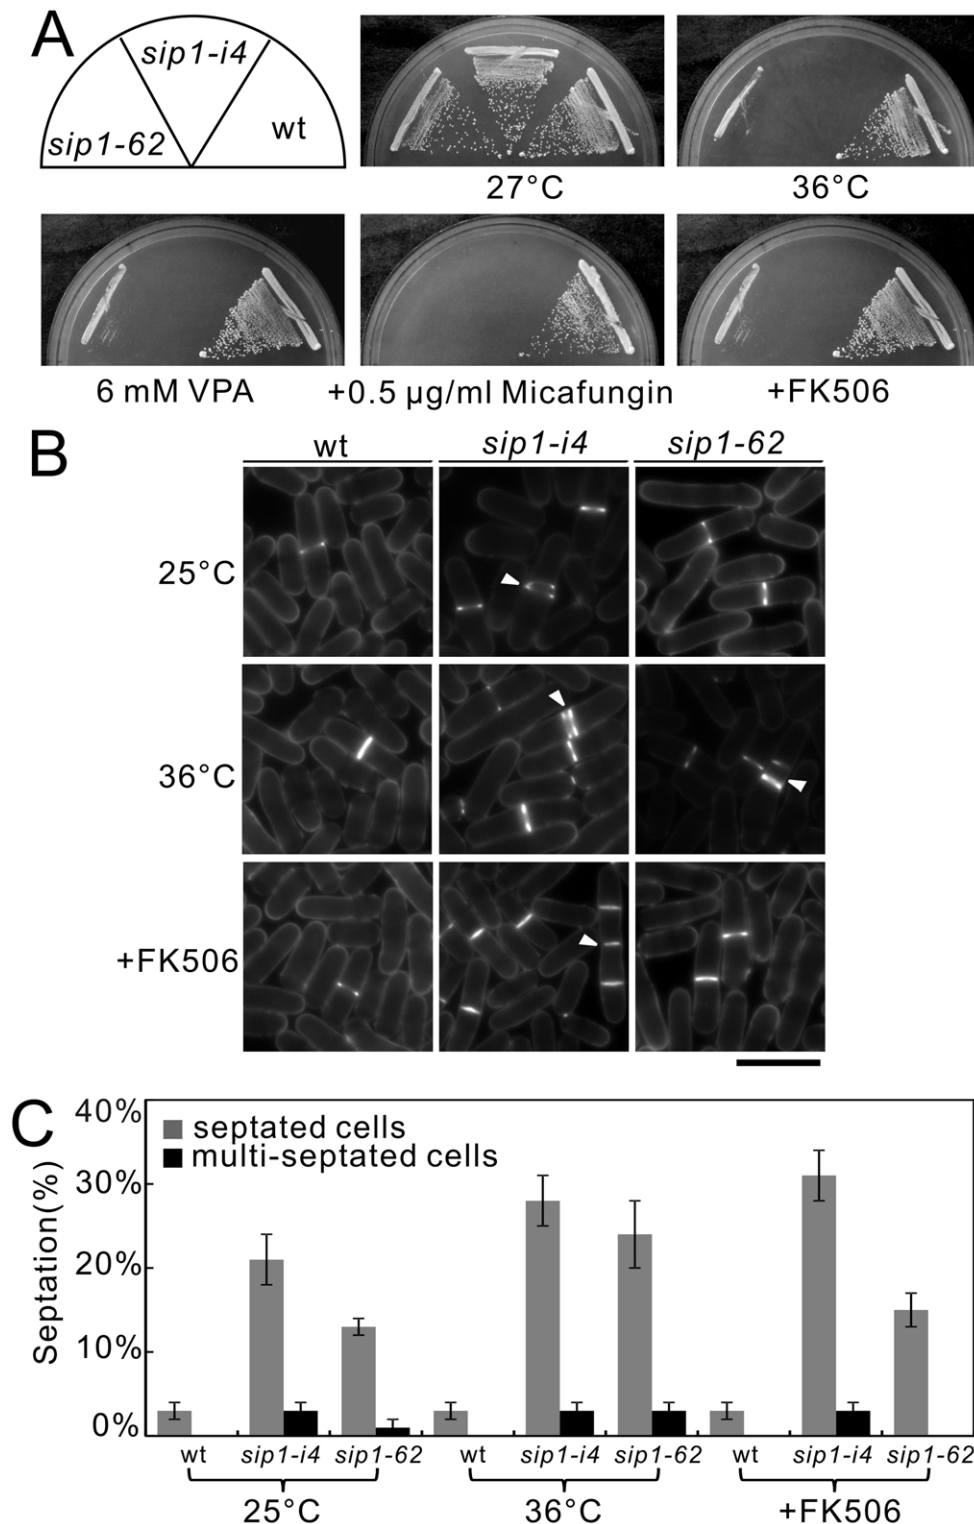 A
sip1-i4
sip1-62
wt
27°C
36°C
6 mM VPA
+0.5 µg/ml Micafungin
+FK506
B
wt
sip1-i4
sip1-62
25°C
36°C
+FK506
C
40%
30%
20%
10%
0%
Septation(%)
septated cells
multi-septated cells
wt sip1-i4 sip1-62 wt sip1-i4 sip1-62 wt sip1-i4 sip1-62
25°C 36°C +FK506